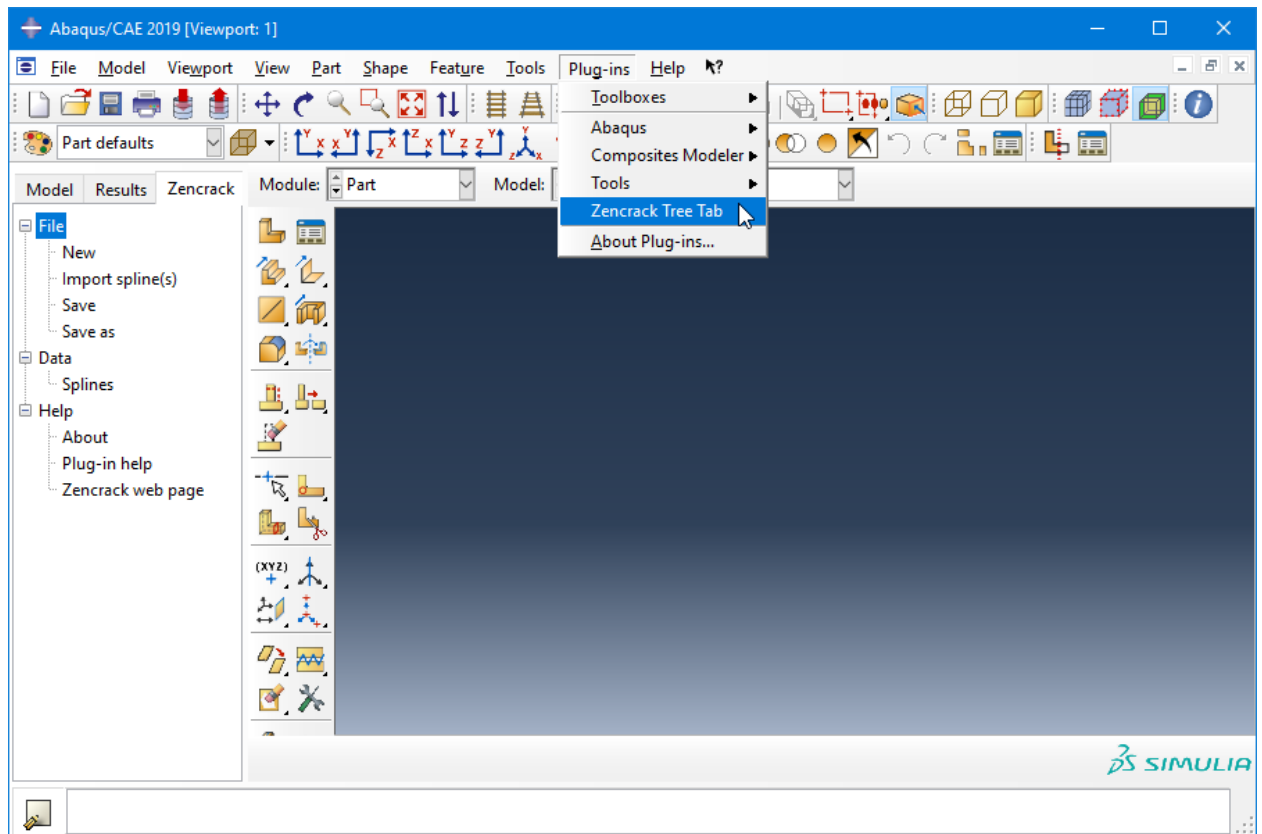 Abaqus/CAE 2019 [Viewport: 1]
File Model Viewport View Part Shape Feature Tools Plug-ins Help
Toolboxes
Abaqus
Composites Modeler
Tools
Zencrack Tree Tab
About Plug-ins...
Part defaults
Model Results Zencrack
Module: Part Model:
File
New
Import spline(s)
Save
Save as
Data
Splines
Help
About
Plug-in help
Zencrack web page
(XYZ)
SIMULIA